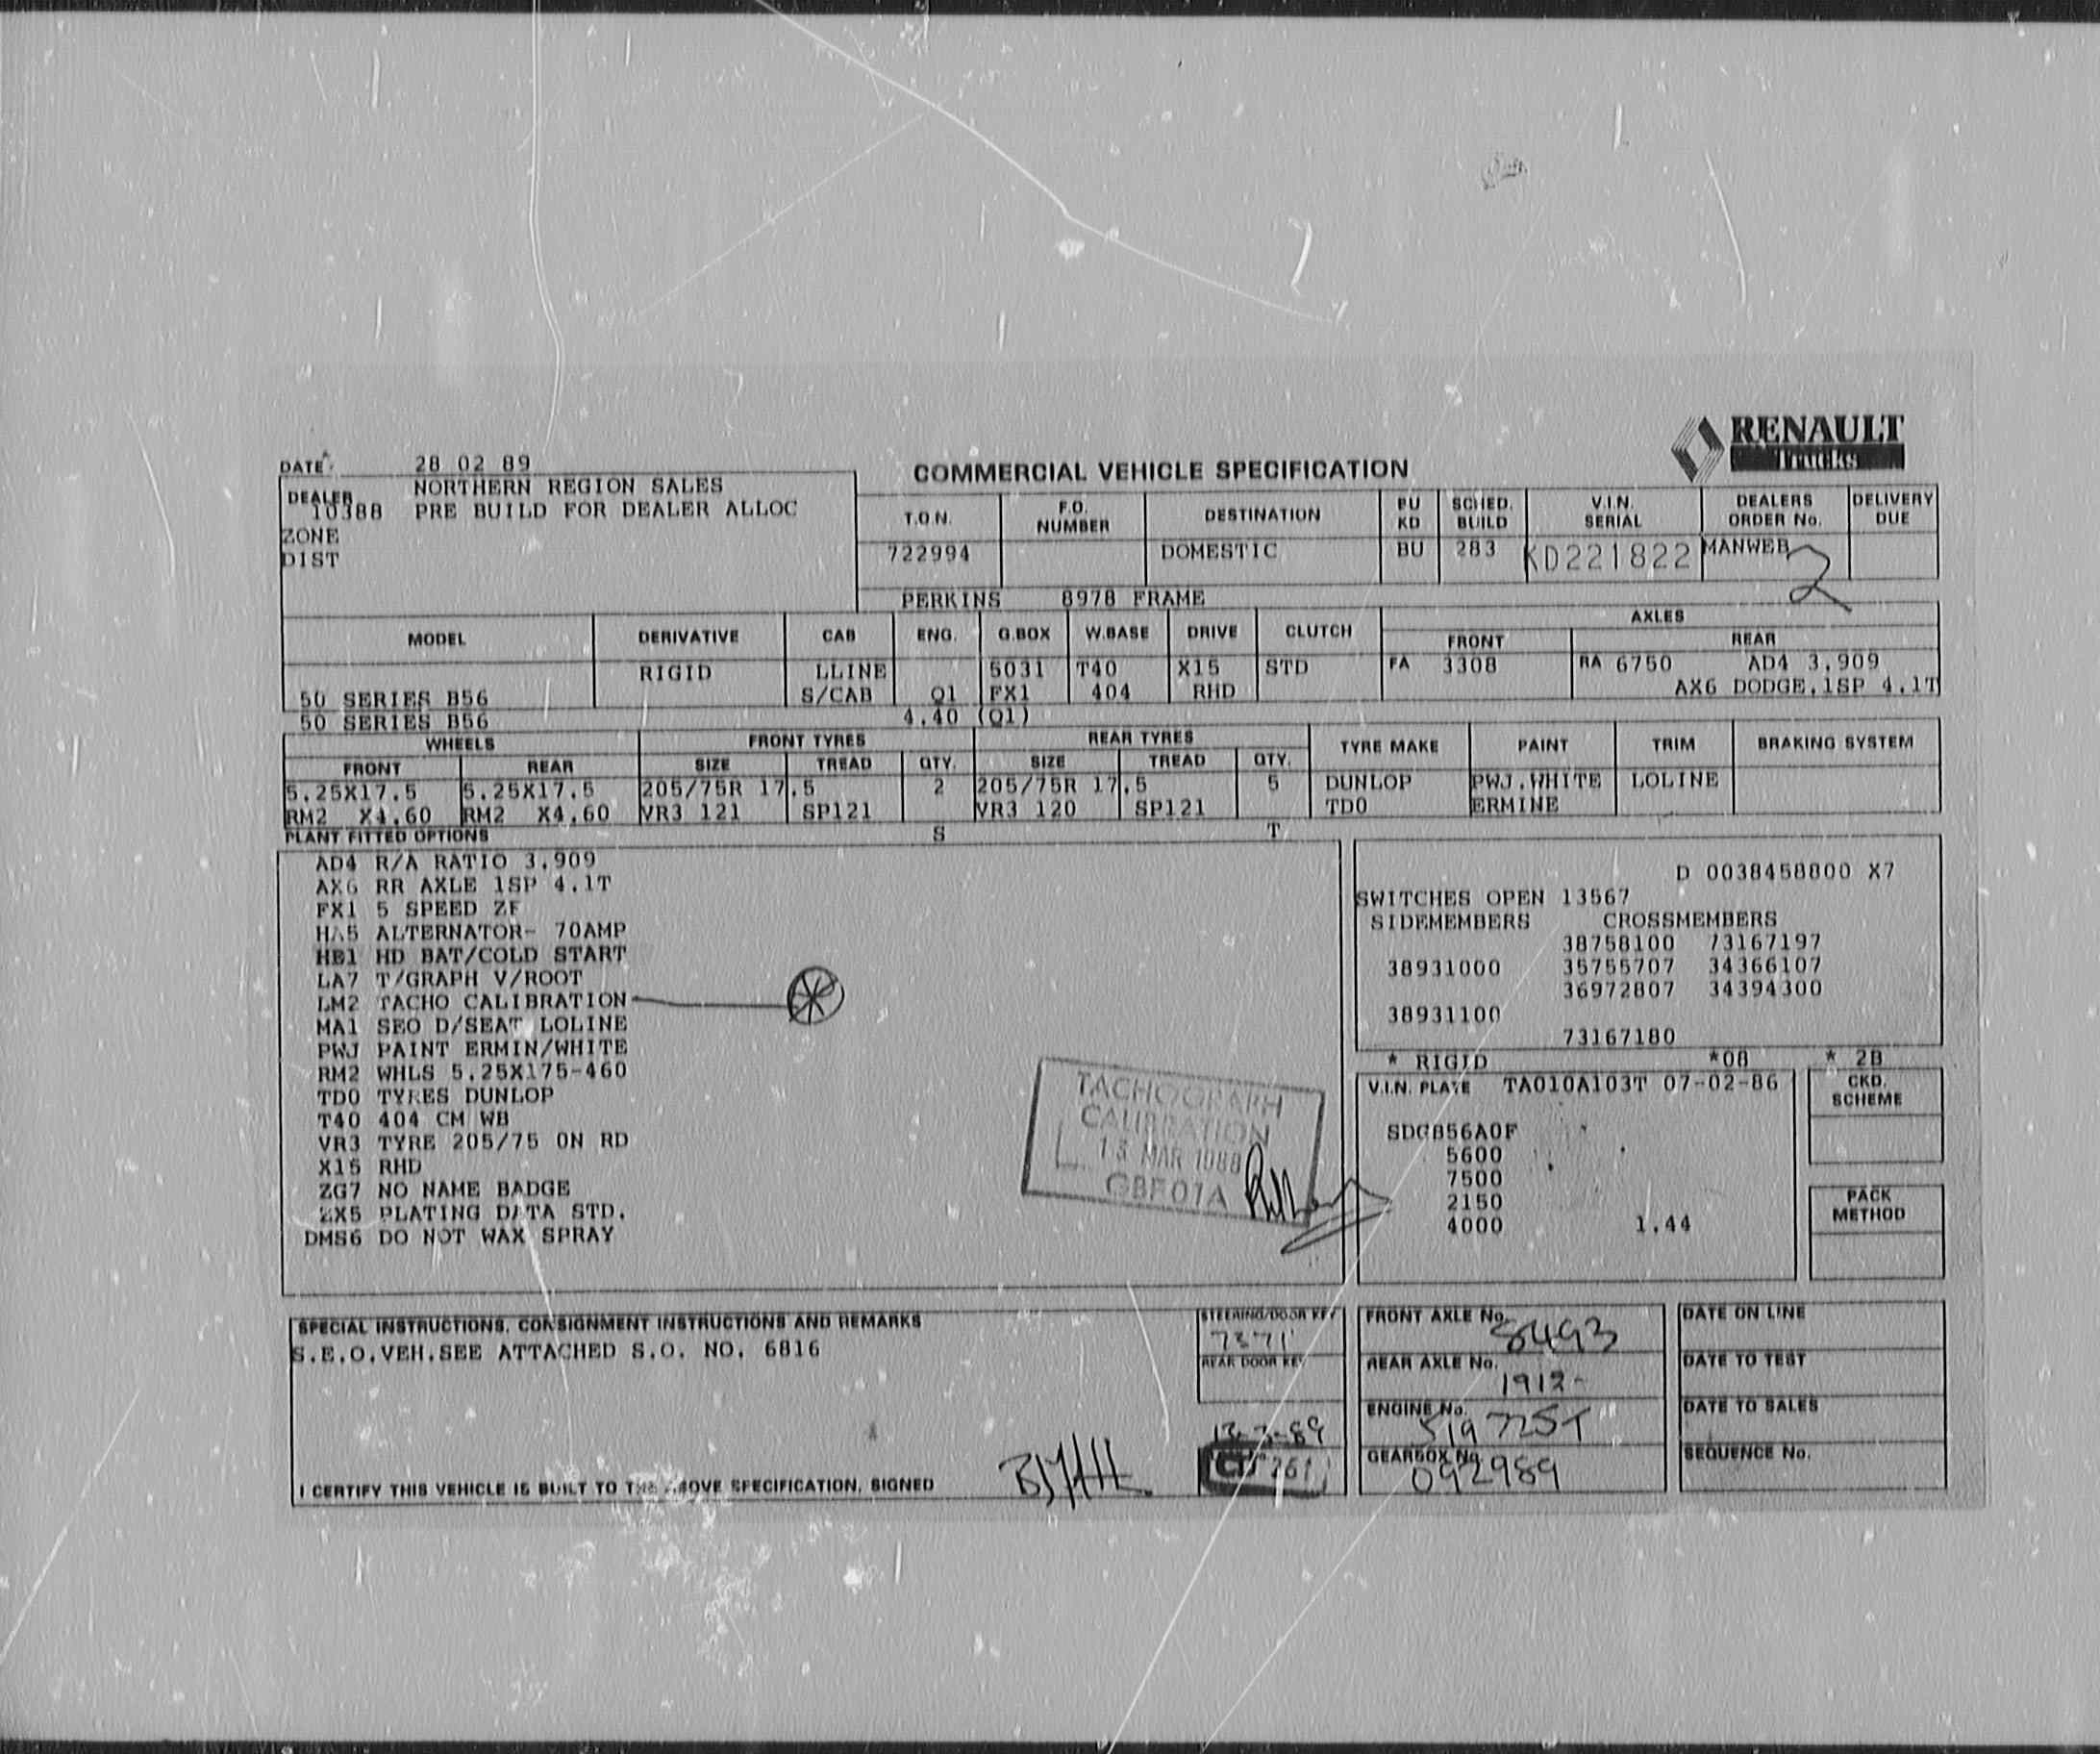 RENAULT
Trucks
DATE 28 02 89
COMMERCIAL VEHICLE SPECIFICATION
DEALER NORTHERN REGION SALES
10388 PRE BUILD FOR DEALER ALLOC
ZONE
DIST
T.O.N. F.O. NUMBER DESTINATION BU KD SCHED. BUILD V.I.N. SERIAL DEALERS ORDER No. DELIVERY DUE
722994 DOMESTIC BU 283 KD221822 MANWEB 2
PERKINS 8978 FRAME
MODEL DERIVATIVE CAB ENG. G.BOX W.BASE DRIVE CLUTCH AXLES
FRONT REAR
RIGID LLINE 5031 T40 X15 STD FA 3308 RA 6750 AD4 3.909
50 SERIES B56 S/CAB Q1 FX1 404 RHD AX6 DODGE.1SP 4.1T
50 SERIES B56 4.40 (Q1)
WHEELS FRONT TYRES REAR TYRES TYRE MAKE PAINT TRIM BRAKING SYSTEM
FRONT REAR SIZE TREAD QTY. SIZE TREAD QTY.
5.25X17.5 5.25X17.5 205/75R 17.5 2 205/75R 17.5 5 DUNLOP PWJ.WHITE LOLINE
RM2 X4.60 RM2 X4.60 VR3 121 SP121 VR3 120 SP121 TD0 ERMINE
PLANT FITTED OPTIONS S T
AD4 R/A RATIO 3.909
AX6 RR AXLE 1SP 4.1T
FX1 5 SPEED ZF
HA5 ALTERNATOR- 70AMP
HB1 HD BAT/COLD START
LA7 T/GRAPH V/ROOT
LM2 TACHO CALIBRATION
MA1 SEO D/SEAT LOLINE
PWJ PAINT ERMIN/WHITE
RM2 WHLS 5.25X175-460
TD0 TYRES DUNLOP
T40 404 CM WB
VR3 TYRE 205/75 ON RD
X15 RHD
ZG7 NO NAME BADGE
ZX5 PLATING DATA STD.
DMS6 DO NOT WAX SPRAY
TACHOGRAPH
CALIBRATION
13 MAR
GBF01A
D 0038458800 X7
SWITCHES OPEN 13567
SIDEMEMBERS CROSSMEMBERS
38758100 73167197
38931000 35755707 34366107
36972807 34394300
38931100
73167180
* RIGID *08 * 2B
V.I.N. PLATE TA010A103T 07-02-86
CKD. SCHEME
SDGB56A0F
5600
7500
2150
4000 1.44
PACK METHOD
SPECIAL INSTRUCTIONS, CONSIGNMENT INSTRUCTIONS AND REMARKS
S.E.O.VEH.SEE ATTACHED S.O. NO. 6816
I CERTIFY THIS VEHICLE IS BUILT TO THE ABOVE SPECIFICATION, SIGNED
STEERING/DOOR KEY
7371
REAR DOOR KEY
13-3-89
261
FRONT AXLE No. 8493
REAR AXLE No. 1912
ENGINE No.
GEARBOX No. 092989
DATE ON LINE
DATE TO TEST
DATE TO SALES
SEQUENCE No.